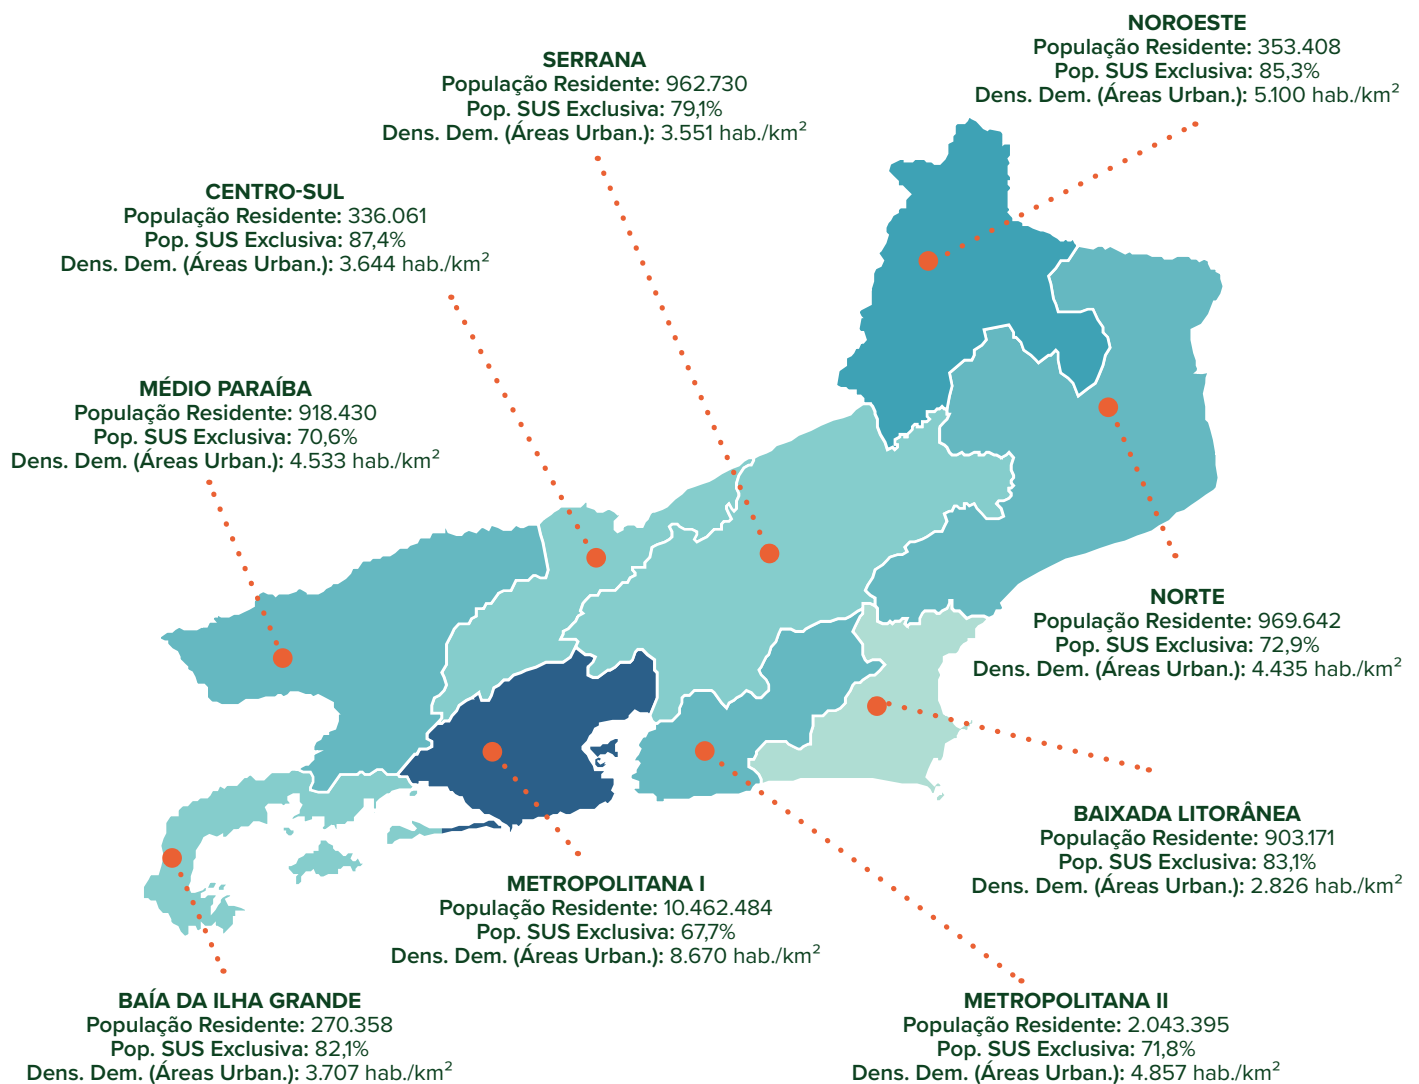 NOROESTE
População Residente: 353.408
Pop. SUS Exclusiva: 85,3%
Dens. Dem. (Áreas Urban.): 5.100 hab./km²
SERRANA
População Residente: 962.730
Pop. SUS Exclusiva: 79,1%
Dens. Dem. (Áreas Urban.): 3.551 hab./km²
CENTRO-SUL
População Residente: 336.061
Pop. SUS Exclusiva: 87,4%
Dens. Dem. (Áreas Urban.): 3.644 hab./km²
MÉDIO PARAÍBA
População Residente: 918.430
Pop. SUS Exclusiva: 70,6%
Dens. Dem. (Áreas Urban.): 4.533 hab./km²
NORTE
População Residente: 969.642
Pop. SUS Exclusiva: 72,9%
Dens. Dem. (Áreas Urban.): 4.435 hab./km²
BAIXADA LITORÂNEA
População Residente: 903.171
Pop. SUS Exclusiva: 83,1%
Dens. Dem. (Áreas Urban.): 2.826 hab./km²
METROPOLITANA I
População Residente: 10.462.484
Pop. SUS Exclusiva: 67,7%
Dens. Dem. (Áreas Urban.): 8.670 hab./km²
BAÍA DA ILHA GRANDE
População Residente: 270.358
Pop. SUS Exclusiva: 82,1%
Dens. Dem. (Áreas Urban.): 3.707 hab./km²
METROPOLITANA II
População Residente: 2.043.395
Pop. SUS Exclusiva: 71,8%
Dens. Dem. (Áreas Urban.): 4.857 hab./km²